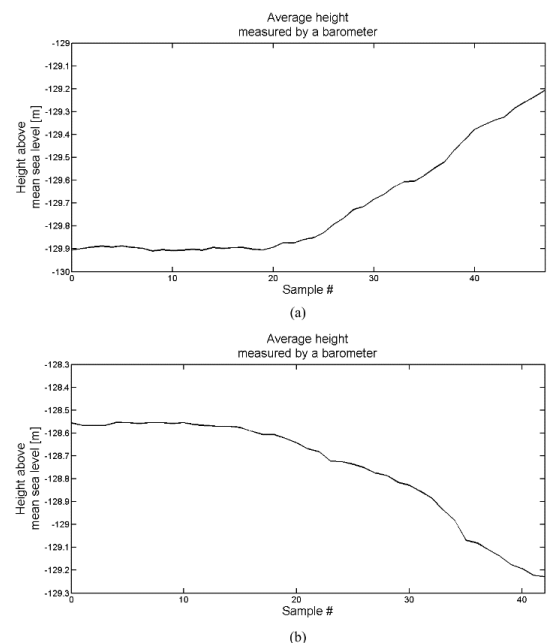 Average height
measured by a barometer
Height above
mean sea level [m]
-129
-129.1
-129.2
-129.3
-129.4
-129.5
-129.6
-129.7
-129.8
-129.9
-130
0 10 20 30 40
Sample #
(a)
Average height
measured by a barometer
Height above
mean sea level [m]
-128.3
-128.4
-128.5
-128.6
-128.7
-128.8
-128.9
-129
-129.1
-129.2
-129.3
0 10 20 30 40
Sample #
(b)